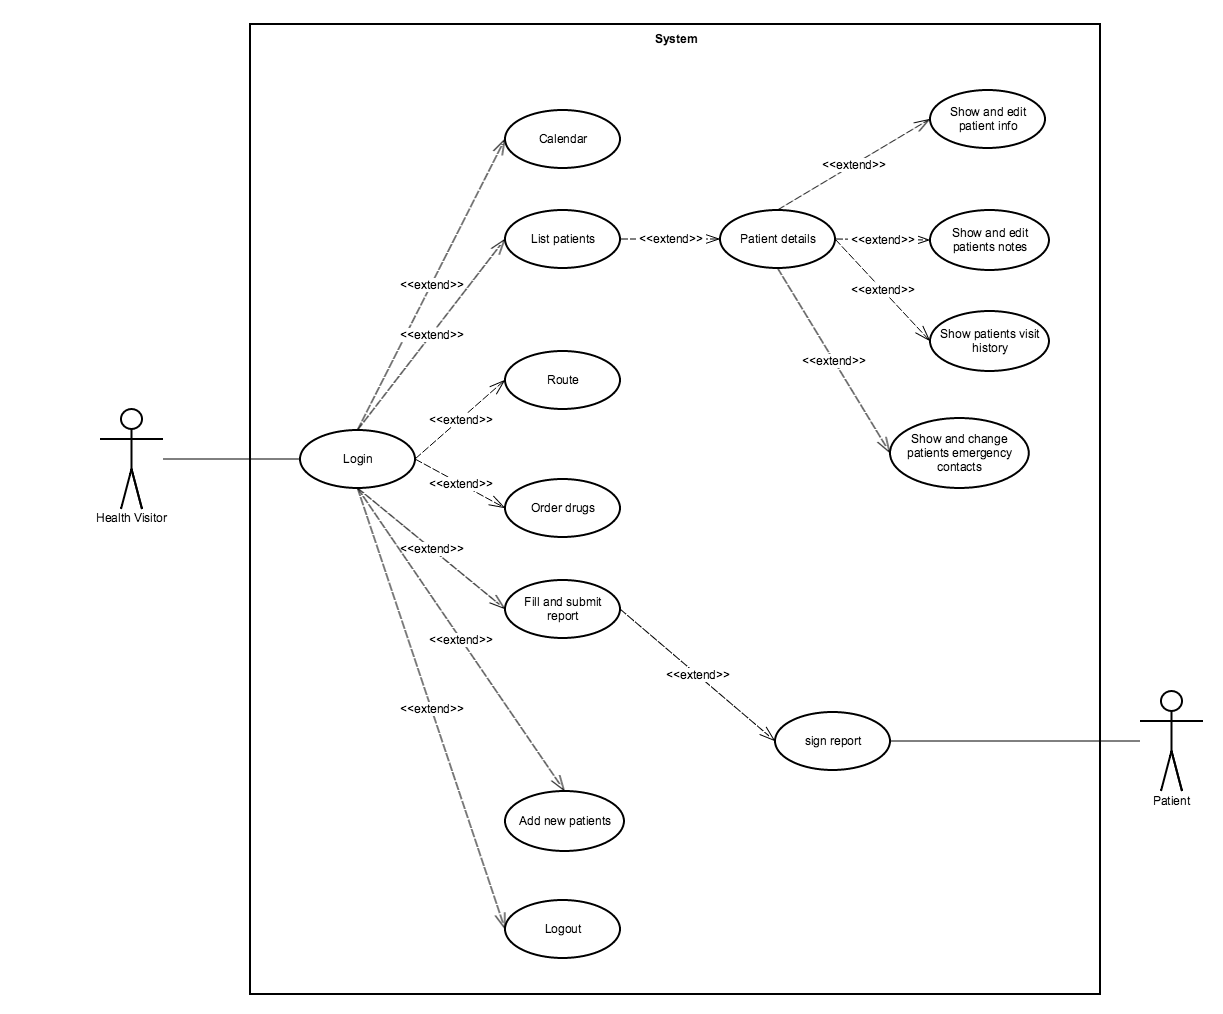 System
Show and edit
patient info
Calendar
<<extend>>
List patients
<<extend>>
Patient details
<<extend>>
Show and edit
patients notes
<<extend>>
<<extend>>
<<extend>>
Show patients visit
history
<<extend>>
Route
<<extend>>
Show and change
patients emergency
contacts
Login
<<extend>>
Order drugs
Health Visitor
<<extend>>
Fill and submit
report
<<extend>>
<<extend>>
<<extend>>
sign report
Patient
Add new patients
Logout